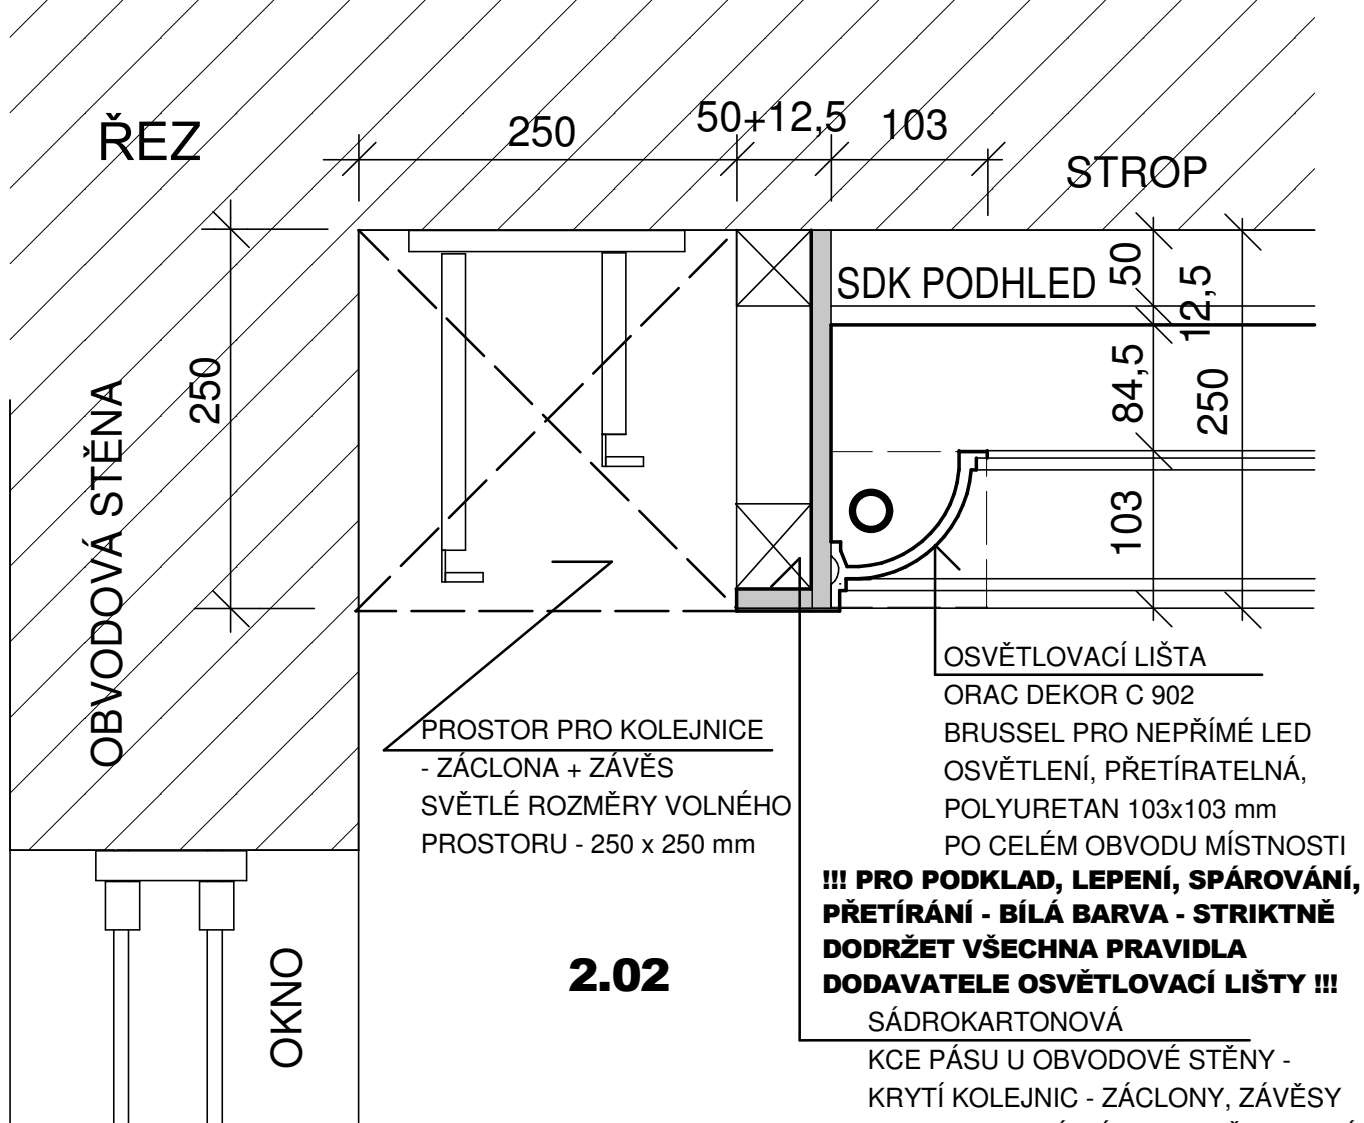 ŘEZ
250
50+12,5
103
STROP
SDK PODHLED
50
12,5
84,5
250
103
250
OBVODOVÁ STĚNA
OSVĚTLOVACÍ LIŠTA
ORAC DEKOR C 902
BRUSSEL PRO NEPŘÍMÉ LED
OSVĚTLENÍ, PŘETÍRATELNÁ,
POLYURETAN 103x103 mm
PO CELÉM OBVODU MÍSTNOSTI
!!! PRO PODKLAD, LEPENÍ, SPÁROVÁNÍ,
PŘETÍRÁNÍ - BÍLÁ BARVA - STRIKTNĚ
DODRŽET VŠECHNA PRAVIDLA
DODAVATELE OSVĚTLOVACÍ LIŠTY !!!
PROSTOR PRO KOLEJNICE
- ZÁCLONA + ZÁVĚS
SVĚTLÉ ROZMĚRY VOLNÉHO
PROSTORU - 250 x 250 mm
2.02
OKNO
SÁDROKARTONOVÁ
KCE PÁSU U OBVODOVÉ STĚNY -
KRYTÍ KOLEJNIC - ZÁCLONY, ZÁVĚSY